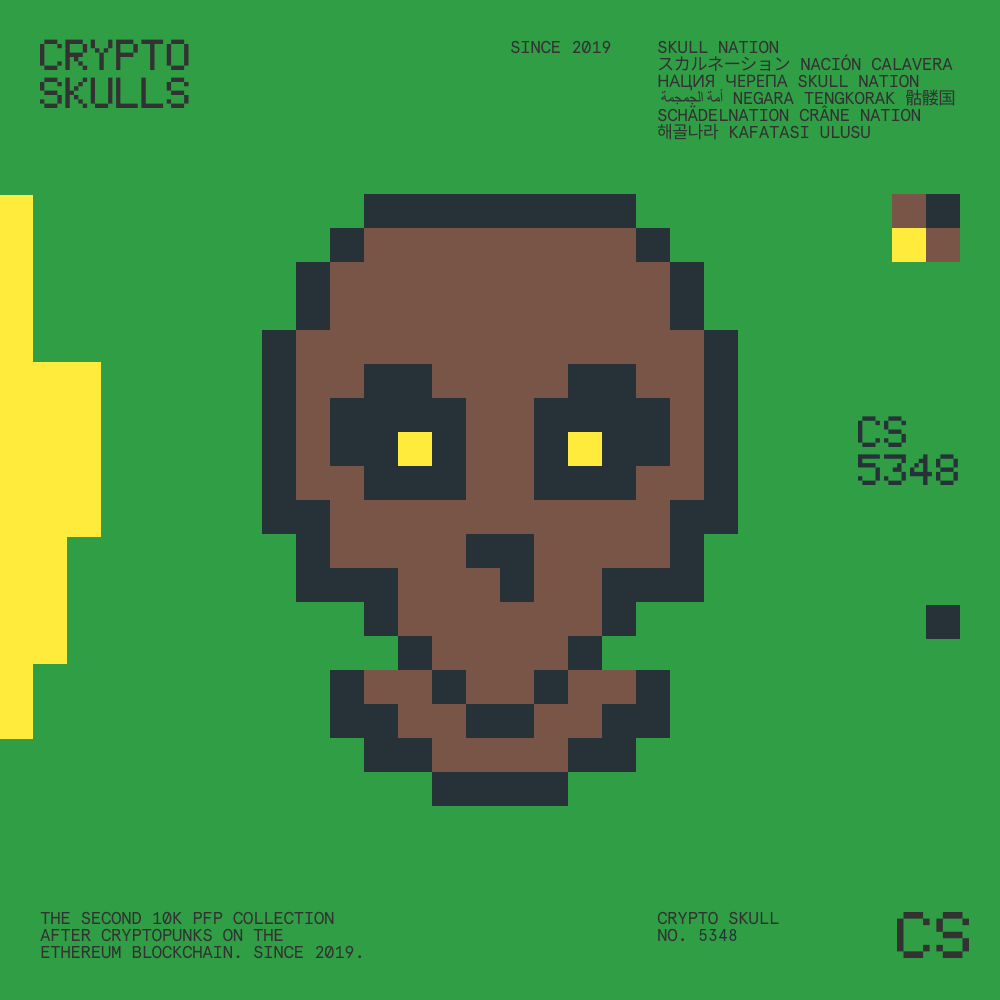 CRYPTO
SKULLS
SINCE 2019
SKULL NATION
スカルネーション NACIÓN CALAVERA
НАЦИЯ ЧЕРЕПА SKULL NATION
أمة الجمجمة NEGARA TENGKORAK 骷髅国
SCHÄDELNATION CRÂNE NATION
해골나라 KAFATASI ULUSU
CS
5348
THE SECOND 10K PFP COLLECTION
AFTER CRYPTOPUNKS ON THE
ETHEREUM BLOCKCHAIN. SINCE 2019.
CRYPTO SKULL
NO. 5348
CS